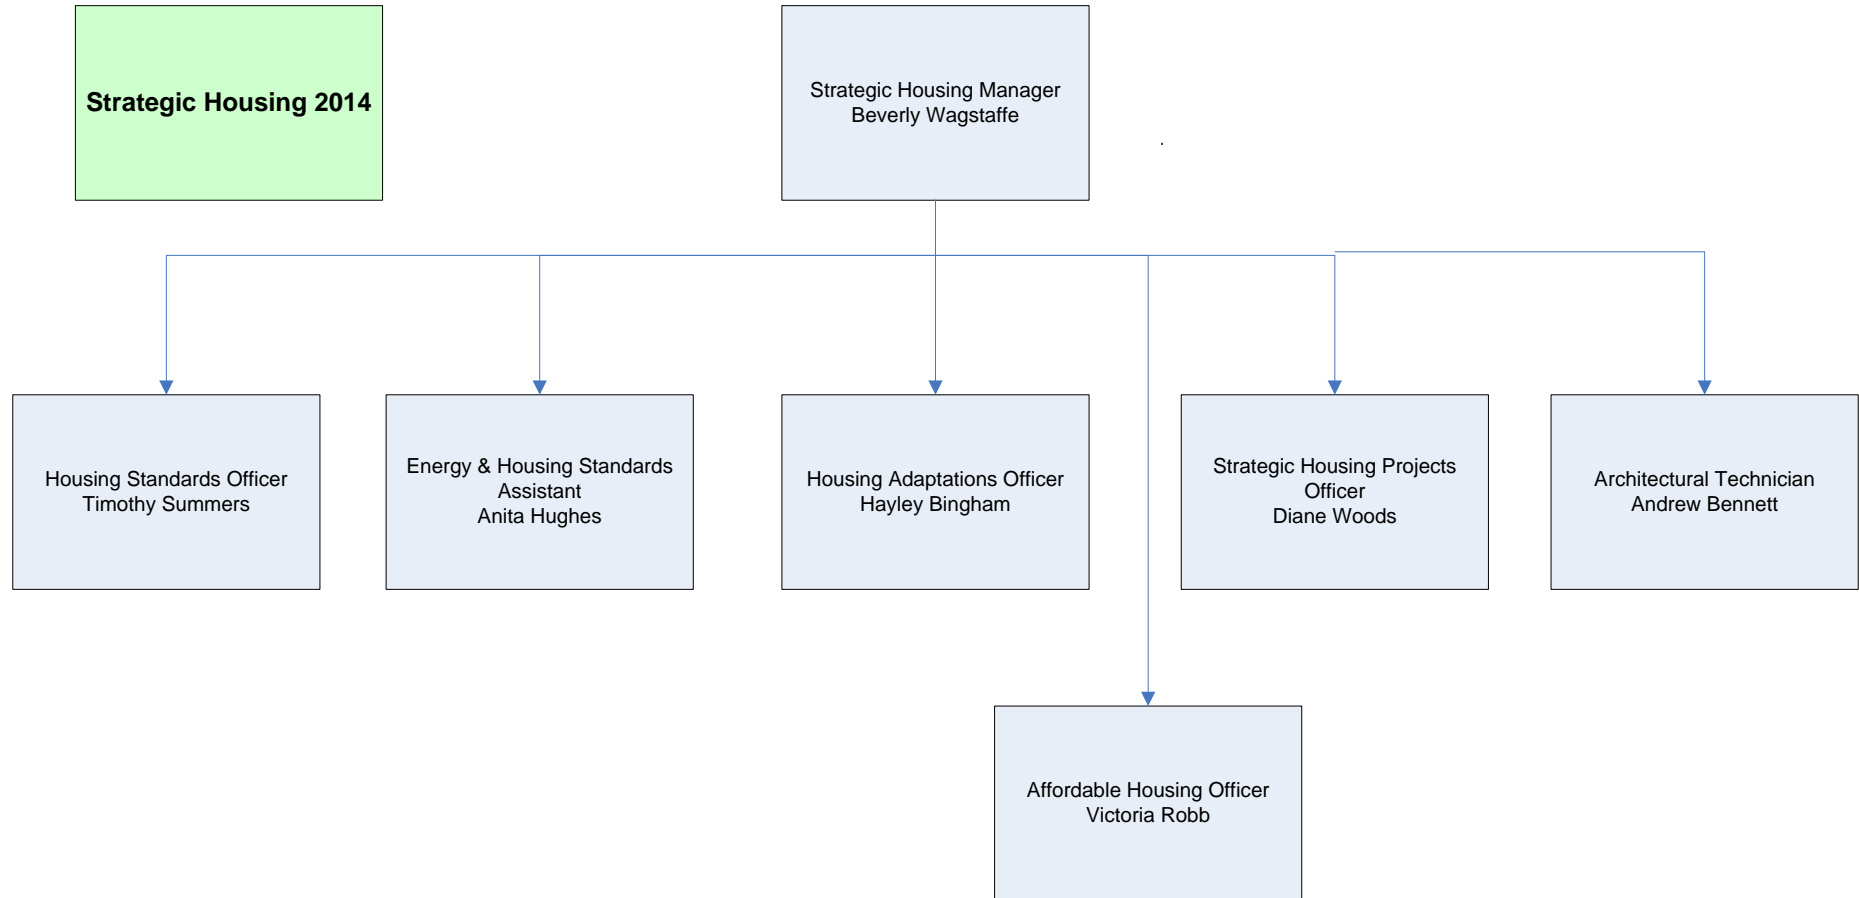 Strategic Housing 2014
Strategic Housing Manager
Beverly Wagstaffe
.
Housing Standards Officer
Timothy Summers
Energy & Housing Standards
Assistant
Anita Hughes
Housing Adaptations Officer
Hayley Bingham
Strategic Housing Projects
Officer
Diane Woods
Architectural Technician
Andrew Bennett
Affordable Housing Officer
Victoria Robb